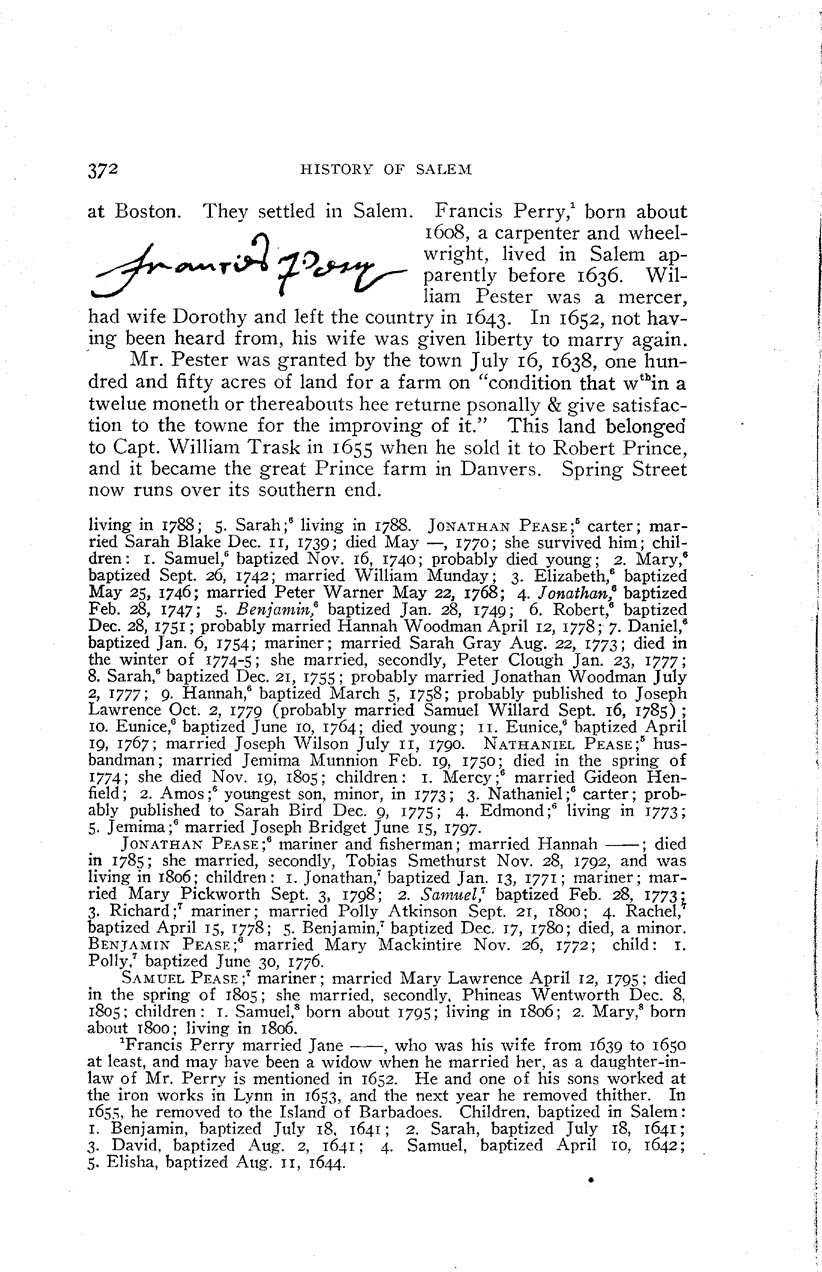 372 HISTORY OF SALEM
at Boston. They settled in Salem. Francis Perry,¹ born about
1608, a carpenter and wheel-
wright, lived in Salem ap-
parently before 1636. Wil-
liam Pester was a mercer,
had wife Dorothy and left the country in 1643. In 1652, not hav-
ing been heard from, his wife was given liberty to marry again.
Mr. Pester was granted by the town July 16, 1638, one hun-
dred and fifty acres of land for a farm on "condition that wᵗʰin a
twelue moneth or thereabouts hee returne psonally & give satisfac-
tion to the towne for the improving of it." This land belonged
to Capt. William Trask in 1655 when he sold it to Robert Prince,
and it became the great Prince farm in Danvers. Spring Street
now runs over its southern end.
living in 1788; 5. Sarah;⁶ living in 1788. JONATHAN PEASE;⁵ carter; mar-
ried Sarah Blake Dec. 11, 1739; died May —, 1770; she survived him; chil-
dren: 1. Samuel,⁶ baptized Nov. 16, 1740; probably died young; 2. Mary,⁶
baptized Sept. 26, 1742; married William Munday; 3. Elizabeth,⁶ baptized
May 25, 1746; married Peter Warner May 22, 1768; 4. Jonathan,⁶ baptized
Feb. 28, 1747; 5. Benjamin,⁶ baptized Jan. 28, 1749; 6. Robert,⁶ baptized
Dec. 28, 1751; probably married Hannah Woodman April 12, 1778; 7. Daniel,⁶
baptized Jan. 6, 1754; mariner; married Sarah Gray Aug. 22, 1773; died in
the winter of 1774-5; she married, secondly, Peter Clough Jan. 23, 1777;
8. Sarah,⁶ baptized Dec. 21, 1755; probably married Jonathan Woodman July
2, 1777; 9. Hannah,⁶ baptized March 5, 1758; probably published to Joseph
Lawrence Oct. 2, 1779 (probably married Samuel Willard Sept. 16, 1785);
10. Eunice,⁶ baptized June 10, 1764; died young; 11. Eunice,⁶ baptized April
19, 1767; married Joseph Wilson July 11, 1790. NATHANIEL PEASE;⁵ hus-
bandman; married Jemima Munnion Feb. 19, 1750; died in the spring of
1774; she died Nov. 19, 1805; children: 1. Mercy;⁶ married Gideon Hen-
field; 2. Amos;⁶ youngest son, minor, in 1773; 3. Nathaniel;⁶ carter; prob-
ably published to Sarah Bird Dec. 9, 1775; 4. Edmond;⁶ living in 1773;
5. Jemima;⁶ married Joseph Bridget June 15, 1797.
JONATHAN PEASE;⁶ mariner and fisherman; married Hannah ——; died
in 1785; she married, secondly, Tobias Smethurst Nov. 28, 1792, and was
living in 1806; children: 1. Jonathan,⁷ baptized Jan. 13, 1771; mariner; mar-
ried Mary Pickworth Sept. 3, 1798; 2. Samuel,⁷ baptized Feb. 28, 1773;
3. Richard;⁷ mariner; married Polly Atkinson Sept. 21, 1800; 4. Rachel,⁷
baptized April 15, 1778; 5. Benjamin,⁷ baptized Dec. 17, 1780; died, a minor.
BENJAMIN PEASE;⁶ married Mary Mackintire Nov. 26, 1772; child: 1.
Polly,⁷ baptized June 30, 1776.
SAMUEL PEASE;⁷ mariner; married Mary Lawrence April 12, 1795; died
in the spring of 1805; she married, secondly, Phineas Wentworth Dec. 8,
1805; children: 1. Samuel,⁸ born about 1795; living in 1806; 2. Mary,⁸ born
about 1800; living in 1806.
¹Francis Perry married Jane ——, who was his wife from 1639 to 1650
at least, and may have been a widow when he married her, as a daughter-in-
law of Mr. Perry is mentioned in 1652. He and one of his sons worked at
the iron works in Lynn in 1653, and the next year he removed thither. In
1655, he removed to the Island of Barbadoes. Children, baptized in Salem:
1. Benjamin, baptized July 18, 1641; 2. Sarah, baptized July 18, 1641;
3. David, baptized Aug. 2, 1641; 4. Samuel, baptized April 10, 1642;
5. Elisha, baptized Aug. 11, 1644.